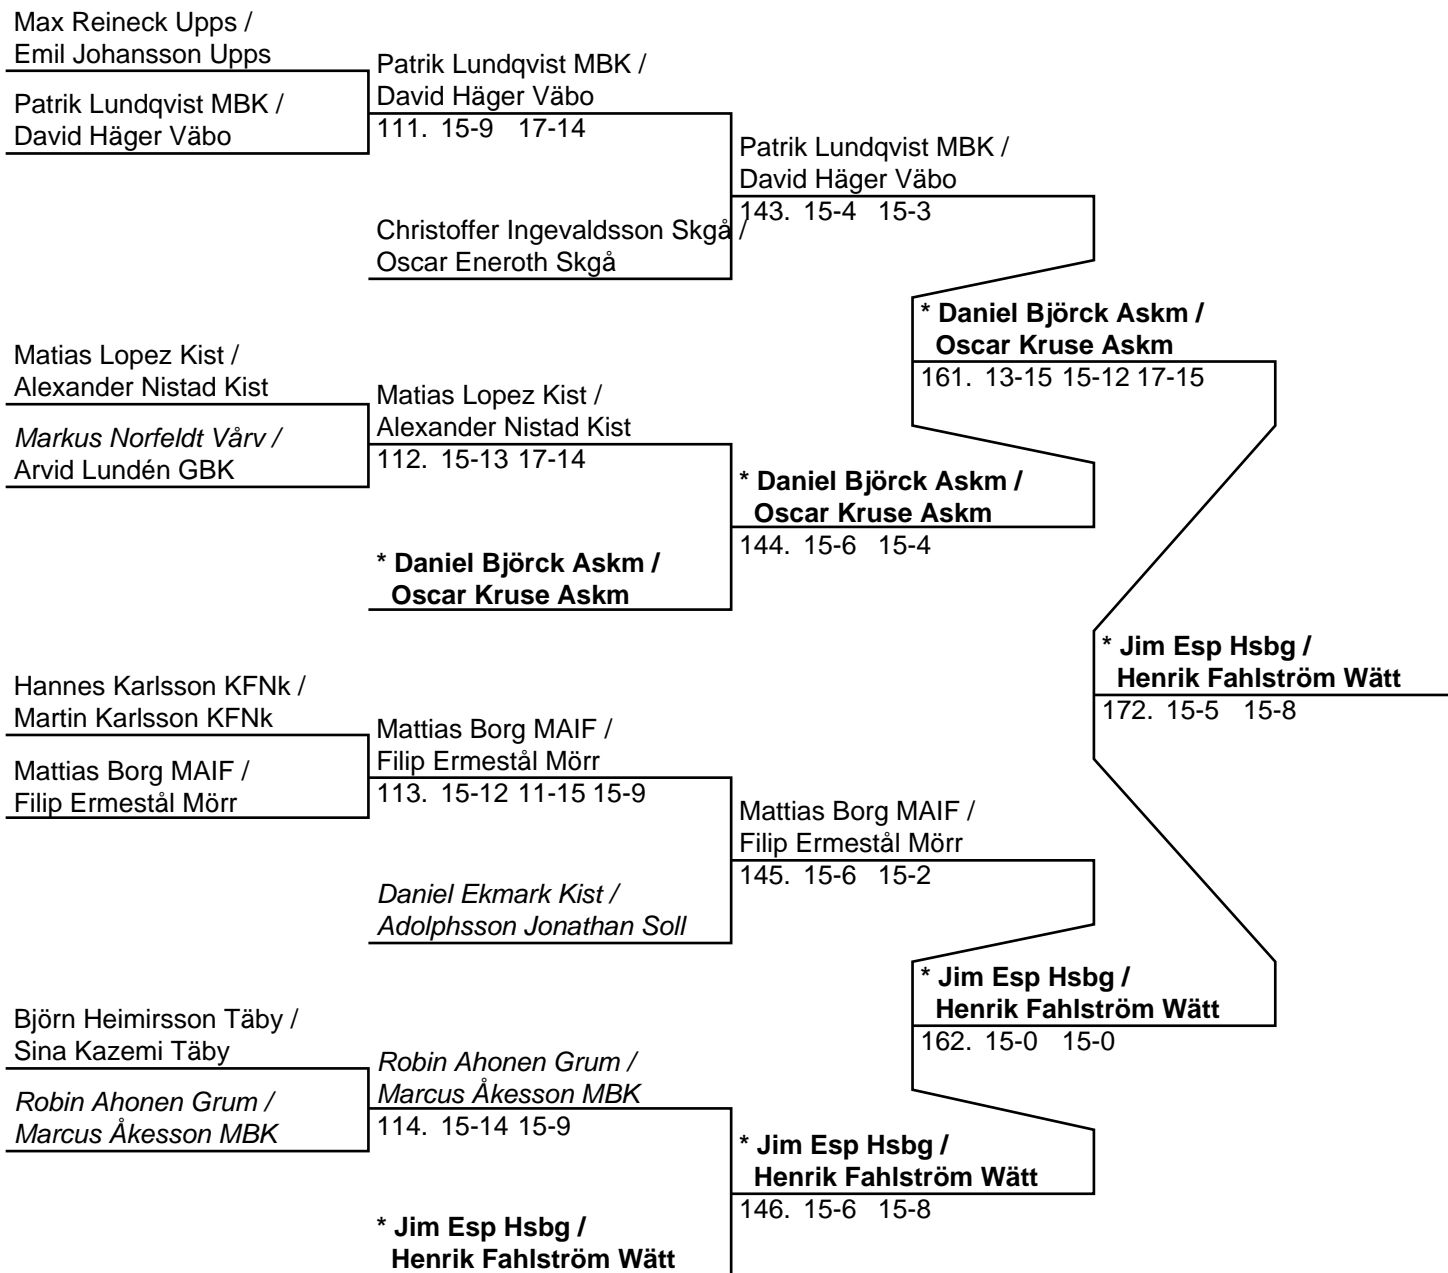 Max Reineck Upps /
Emil Johansson Upps
Patrik Lundqvist MBK /
David Häger Väbo
Patrik Lundqvist MBK /
David Häger Väbo
111. 15-9 17-14
Christoffer Ingevaldsson Skgå /
Oscar Eneroth Skgå
Patrik Lundqvist MBK /
David Häger Väbo
143. 15-4 15-3
Matias Lopez Kist /
Alexander Nistad Kist
Markus Norfeldt Vårv /
Arvid Lundén GBK
Matias Lopez Kist /
Alexander Nistad Kist
112. 15-13 17-14
* Daniel Björck Askm /
Oscar Kruse Askm
* Daniel Björck Askm /
Oscar Kruse Askm
144. 15-6 15-4
* Daniel Björck Askm /
Oscar Kruse Askm
161. 13-15 15-12 17-15
Hannes Karlsson KFNk /
Martin Karlsson KFNk
Mattias Borg MAIF /
Filip Ermestål Mörr
Mattias Borg MAIF /
Filip Ermestål Mörr
113. 15-12 11-15 15-9
Daniel Ekmark Kist /
Adolphsson Jonathan Soll
Mattias Borg MAIF /
Filip Ermestål Mörr
145. 15-6 15-2
Björn Heimirsson Täby /
Sina Kazemi Täby
Robin Ahonen Grum /
Marcus Åkesson MBK
Robin Ahonen Grum /
Marcus Åkesson MBK
114. 15-14 15-9
* Jim Esp Hsbg /
Henrik Fahlström Wätt
* Jim Esp Hsbg /
Henrik Fahlström Wätt
146. 15-6 15-8
* Jim Esp Hsbg /
Henrik Fahlström Wätt
162. 15-0 15-0
* Jim Esp Hsbg /
Henrik Fahlström Wätt
172. 15-5 15-8